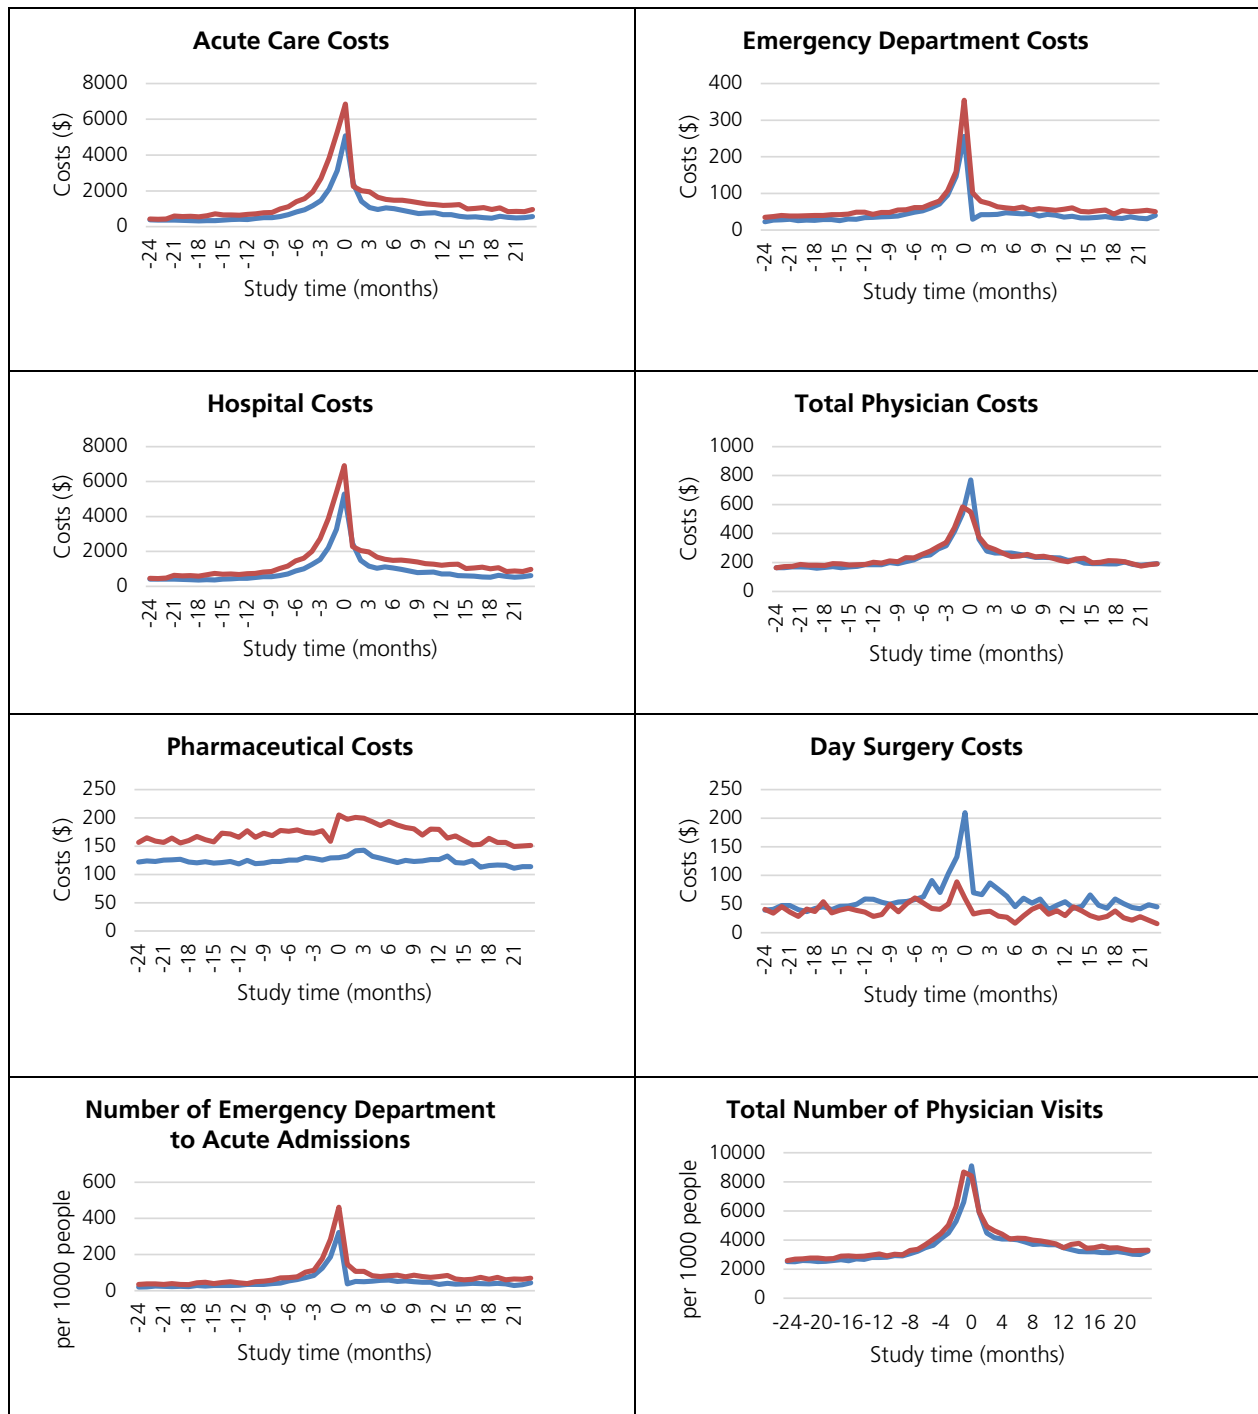 Acute Care Costs
8000
6000
4000
2000
0
Costs ($)
-24 -21 -18 -15 -12 -9 -6 -3 0 3 6 9 12 15 18 21
Study time (months)
Emergency Department Costs
400
300
200
100
0
Costs ($)
-24 -21 -18 -15 -12 -9 -6 -3 0 3 6 9 12 15 18 21
Study time (months)
Hospital Costs
8000
6000
4000
2000
0
Costs ($)
-24 -21 -18 -15 -12 -9 -6 -3 0 3 6 9 12 15 18 21
Study time (months)
Total Physician Costs
1000
800
600
400
200
0
Costs ($)
-24 -21 -18 -15 -12 -9 -6 -3 0 3 6 9 12 15 18 21
Study time (months)
Pharmaceutical Costs
250
200
150
100
50
0
Costs ($)
-24 -21 -18 -15 -12 -9 -6 -3 0 3 6 9 12 15 18 21
Study time (months)
Day Surgery Costs
250
200
150
100
50
0
Costs ($)
-24 -21 -18 -15 -12 -9 -6 -3 0 3 6 9 12 15 18 21
Study time (months)
Number of Emergency Department
to Acute Admissions
600
400
200
0
per 1000 people
-24 -21 -18 -15 -12 -9 -6 -3 0 3 6 9 12 15 18 21
Study time (months)
Total Number of Physician Visits
10000
8000
6000
4000
2000
0
per 1000 people
-24 -20 -16 -12 -8 -4 0 4 8 12 16 20
Study time (months)